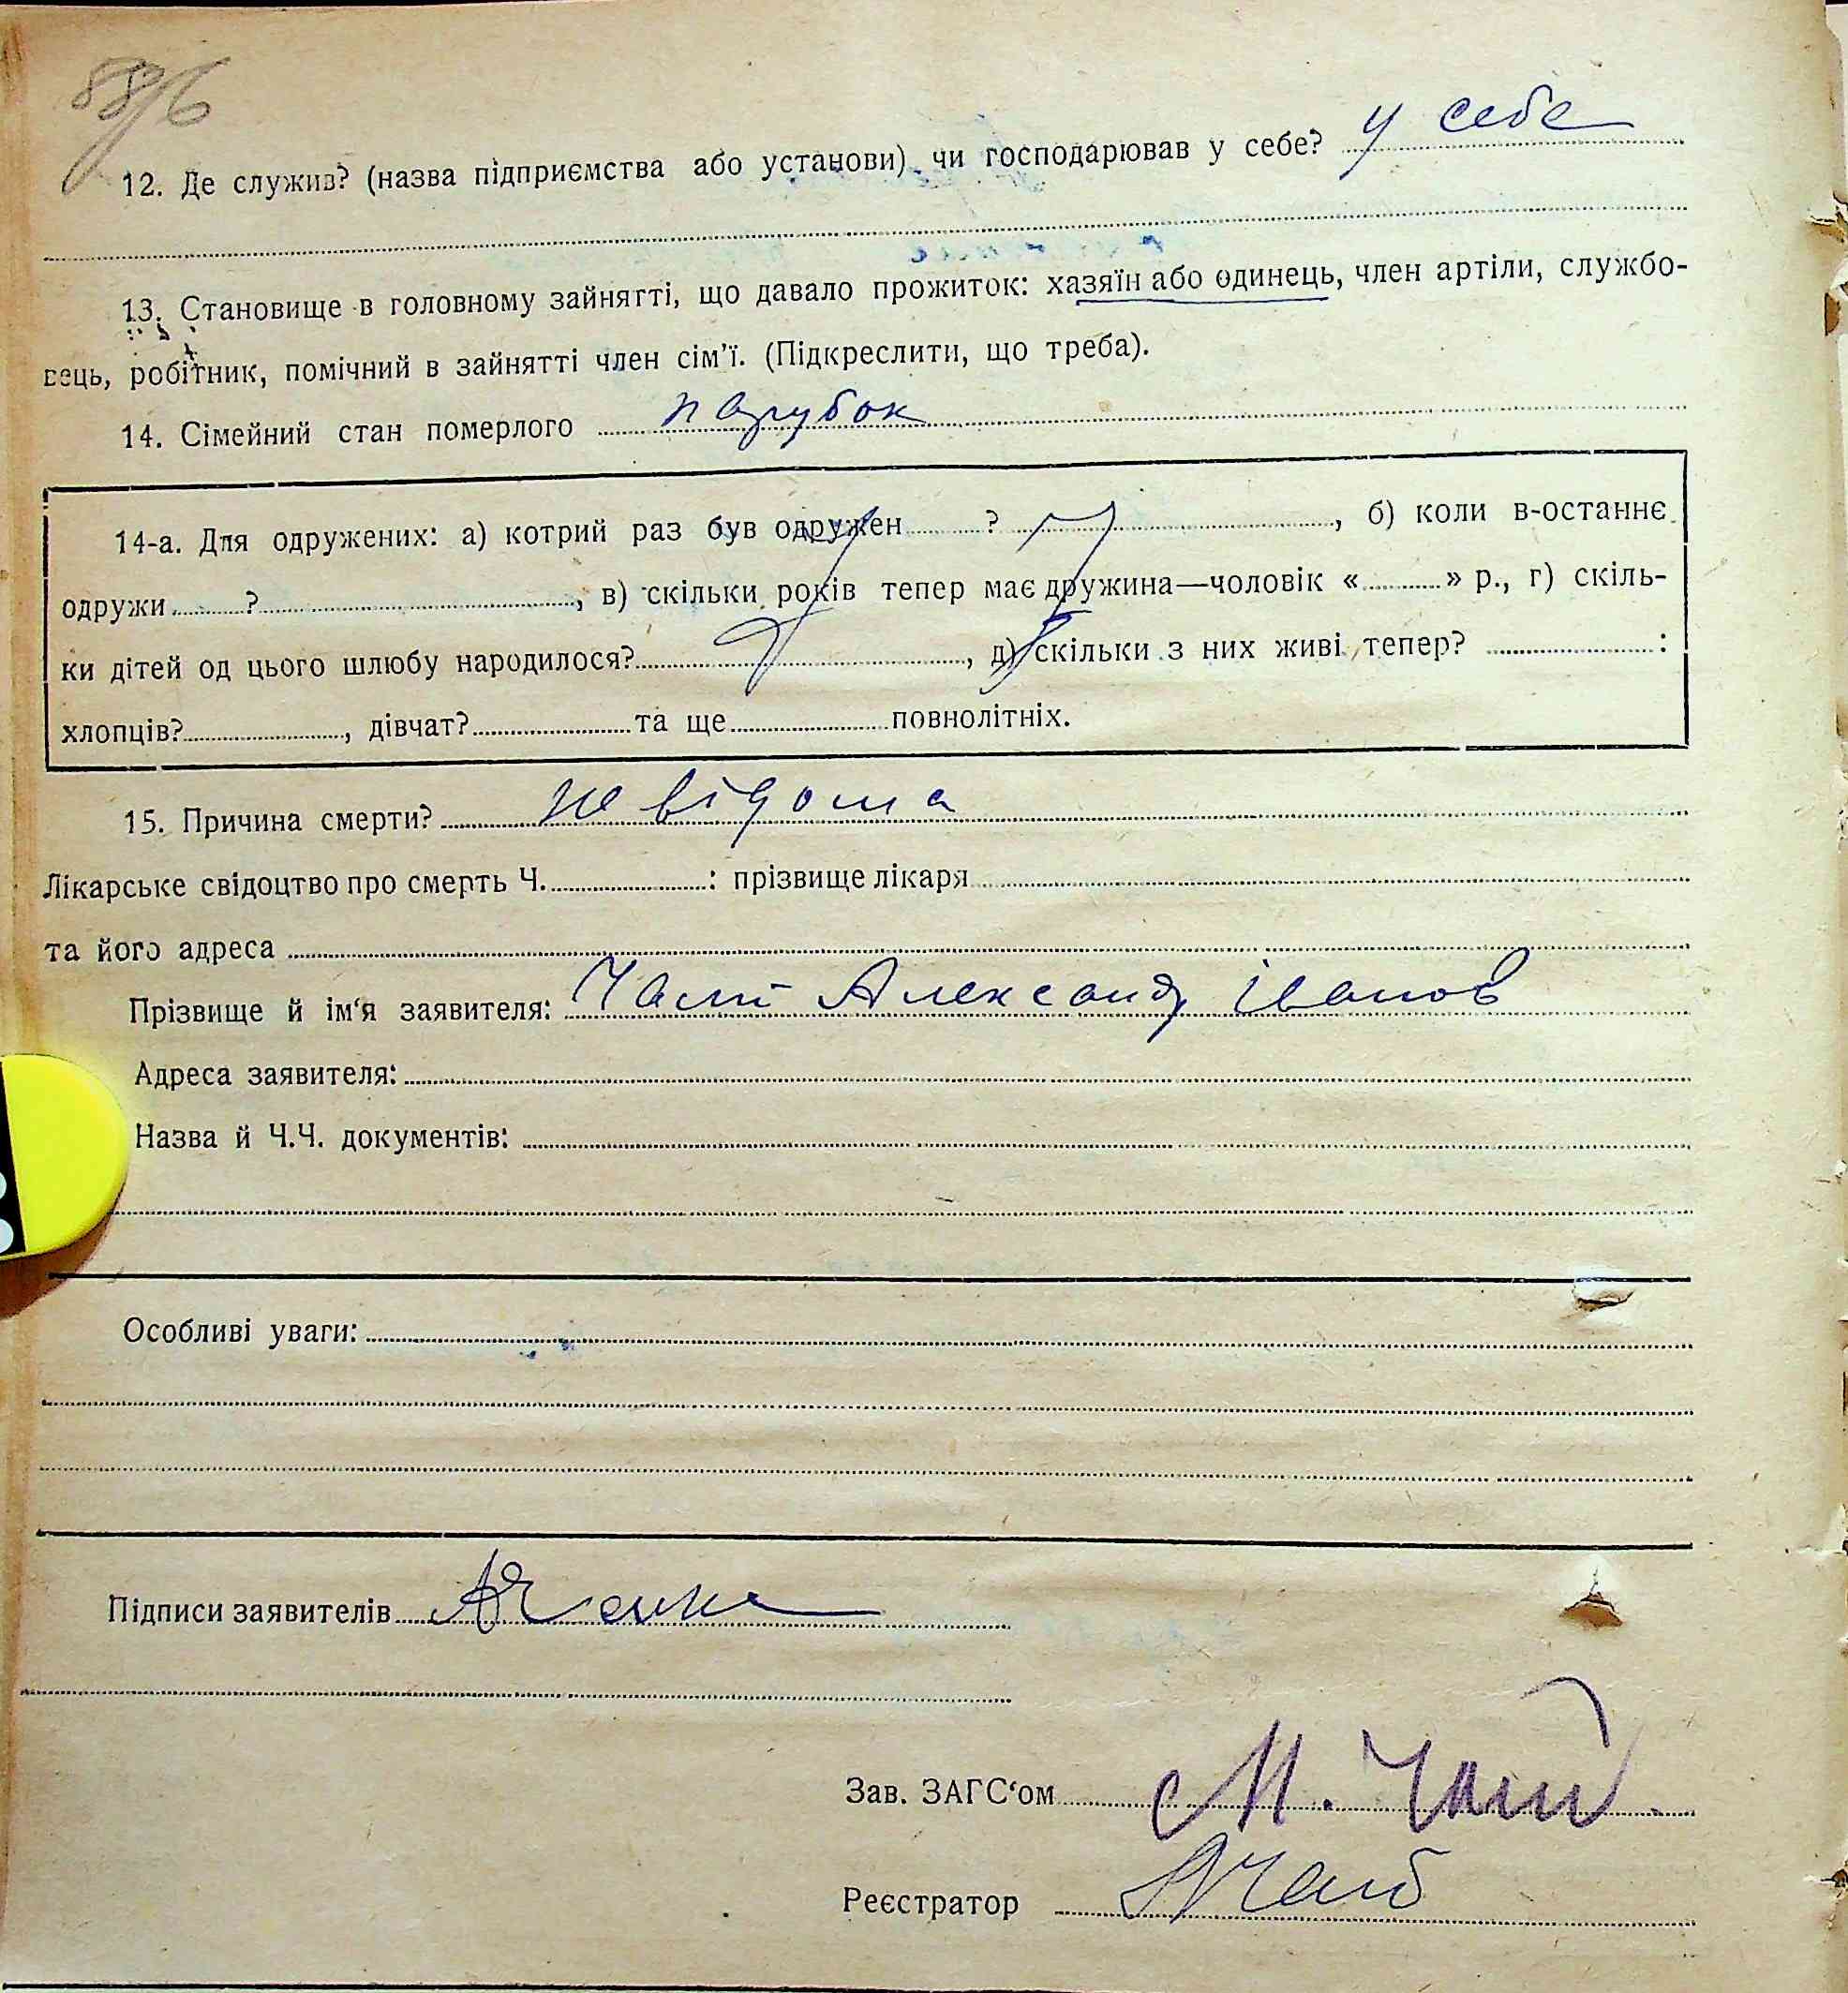 12. Де служив? (назва підприємства або установи) чи господарював у себе? у себе
13. Становище в головному зайнятті, що давало прожиток: хазяїн або одинець, член артіли, службо-
вець, робітник, помічний в зайнятті член сім'ї. (Підкреслити, що треба).
14. Сімейний стан померлого парубок
14-а. Для одружених: а) котрий раз був одружен ? , б) коли в-останнє
одружи ? , в) скільки років тепер має дружина—чоловік « » р., г) скіль-
ки дітей од цього шлюбу народилося? , д) скільки з них живі тепер? :
хлопців? , дівчат? та ще повнолітніх.
15. Причина смерти? не відома
Лікарське свідоцтво про смерть Ч. : прізвище лікаря
та його адреса
Прізвище й ім'я заявителя: Александ Іванов
Адреса заявителя:
Назва й Ч.Ч. документів:
Особливі уваги:
Підписи заявителів
Зав. ЗАГС'ом М.
Реєстратор